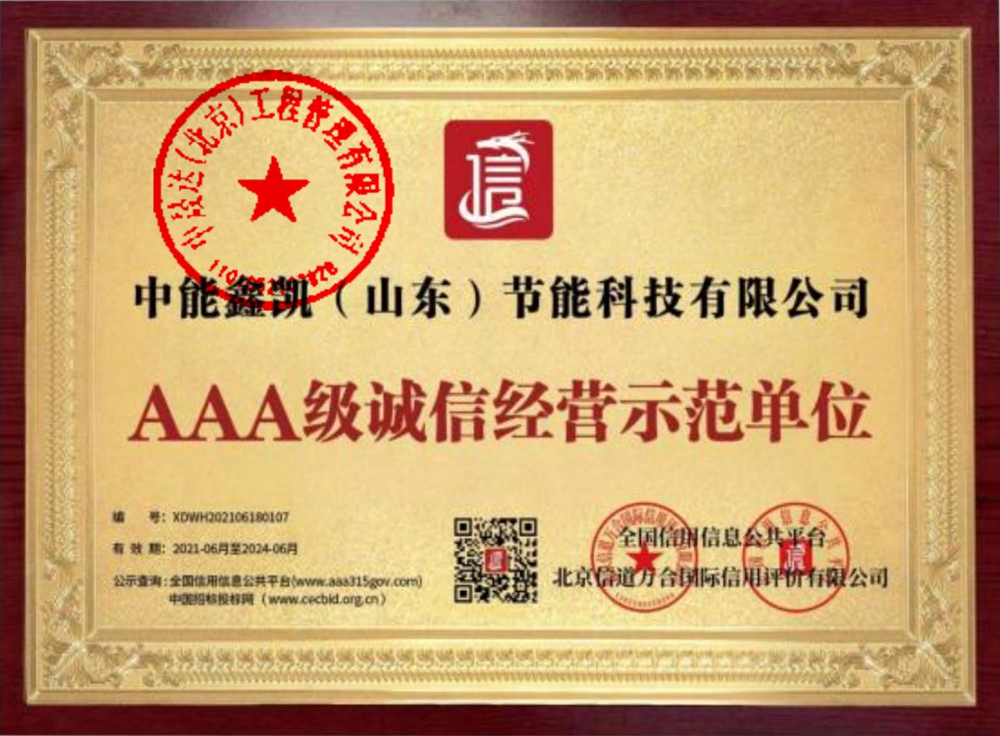 达（北京）工程管理有限公司
信
中能鑫凯（山东）节能科技有限公司
AAA级诚信经营示范单位
编 号：XDWH202106180107
有 效 期：2021-06月至2024-06月
公示查询：全国信用信息公共平台(www.aaa315gov.com)
中国招标投标网（www.cecbid.org.cn）
全国信用信息公共平台
北京信道万合国际信用评价有限公司